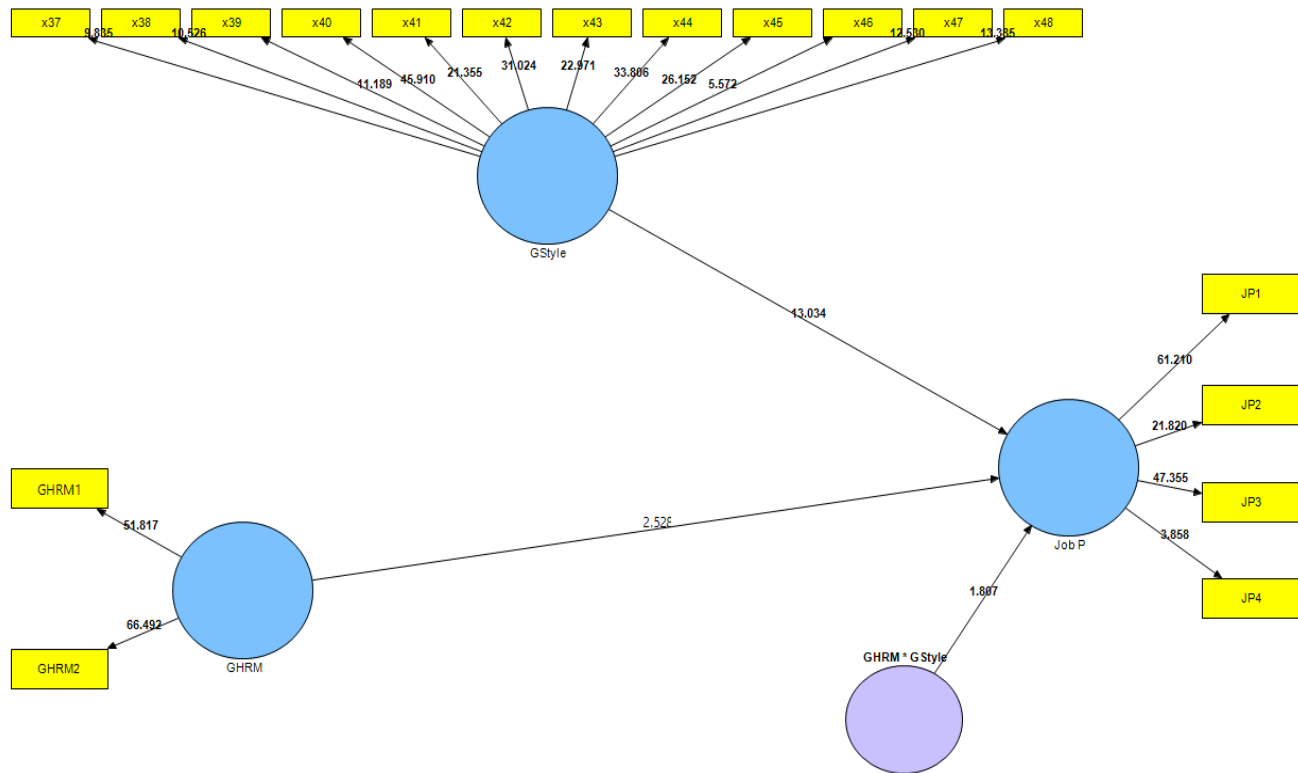 x37 x38 x39 x40 x41 x42 x43 x44 x45 x46 x47 x48
9.835 10.526 11.189 45.910 21.355 31.024 22.971 33.806 26.152 5.572 12.530 13.385
GStyle
13.034
JP1
61.210
JP2
21.820
JP3
47.355
JP4
3.858
Job P
GHRM1
51.817
GHRM2
66.492
GHRM
2.528
1.807
GHRM * GStyle